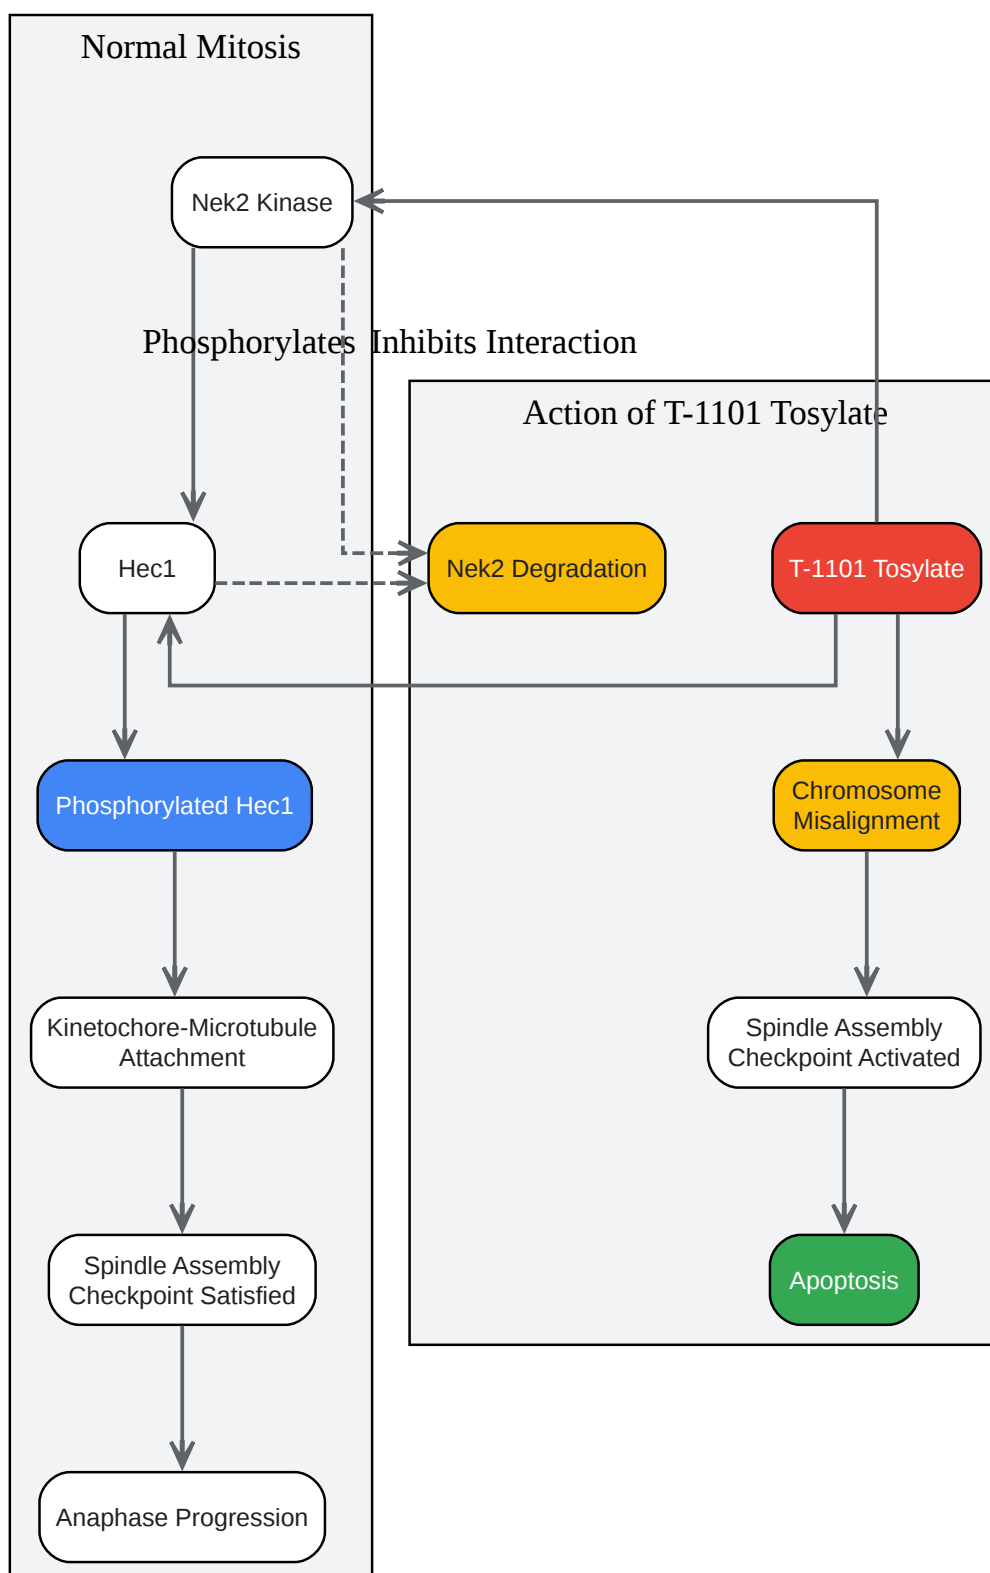 Normal Mitosis
Nek2 Kinase
Phosphorylates
Inhibits Interaction
Action of T-1101 Tosylate
Hec1
Nek2 Degradation
T-1101 Tosylate
Phosphorylated Hec1
Chromosome
Misalignment
Kinetochore-Microtubule
Attachment
Spindle Assembly
Checkpoint Activated
Spindle Assembly
Checkpoint Satisfied
Apoptosis
Anaphase Progression